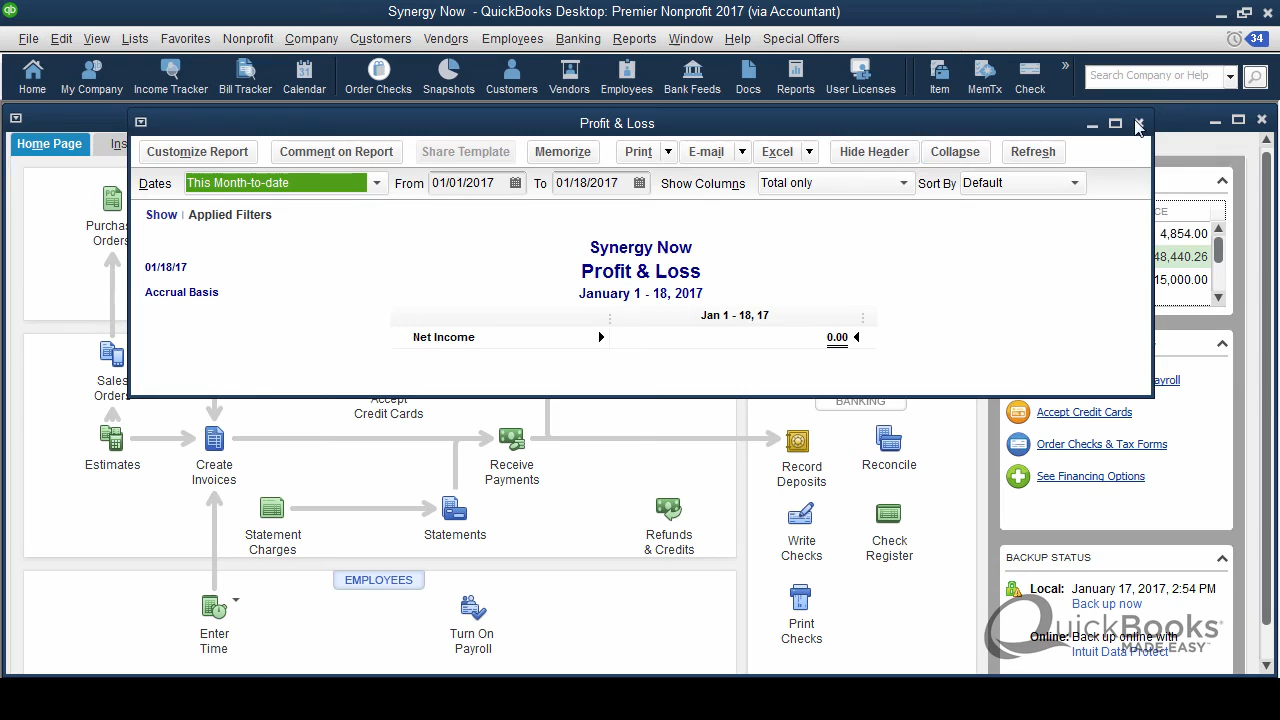 Synergy Now - QuickBooks Desktop: Premier Nonprofit 2017 (via Accountant)
File Edit View Lists Favorites Nonprofit Company Customers Vendors Employees Banking Reports Window Help Special Offers 34
Home My Company Income Tracker Bill Tracker Calendar Order Checks Snapshots Customers Vendors Employees Bank Feeds Docs Reports User Licenses Item MemTx Check » Search Company or Help
Profit & Loss
Home Page Ins
Customize Report Comment on Report Share Template Memorize Print E-mail Excel Hide Header Collapse Refresh
Dates This Month-to-date From 01/01/2017 To 01/18/2017 Show Columns Total only Sort By Default
Show | Applied Filters
Synergy Now
01/18/17 Profit & Loss
Accrual Basis January 1 - 18, 2017
Jan 1 - 18, 17
Net Income 0.00
CE
4,854.00
48,440.26
15,000.00
Purcha
Orders
Sales
Orders
Accept
Credit Cards
BANKING
ayroll
Accept Credit Cards
Order Checks & Tax Forms
See Financing Options
Estimates
Create
Invoices
Receive
Payments
Record
Deposits
Reconcile
Statement
Charges
Statements
Refunds
& Credits
Write
Checks
Check
Register
EMPLOYEES
Enter
Time
Turn On
Payroll
Print
Checks
BACKUP STATUS
Local: January 17, 2017, 2:54 PM
Back up now
Online: Back up online with
Intuit Data Protect
QuickBooks
MADE EASY™